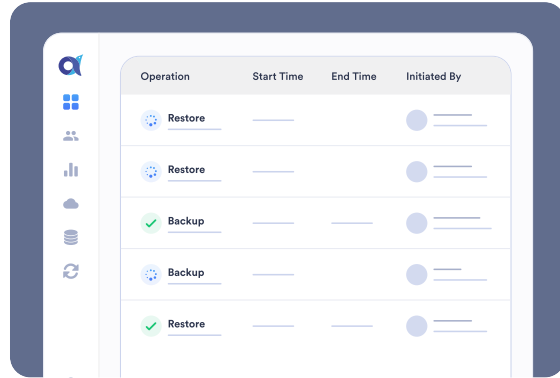 Operation Start Time End Time Initiated By
Restore
Restore
Backup
Backup
Restore